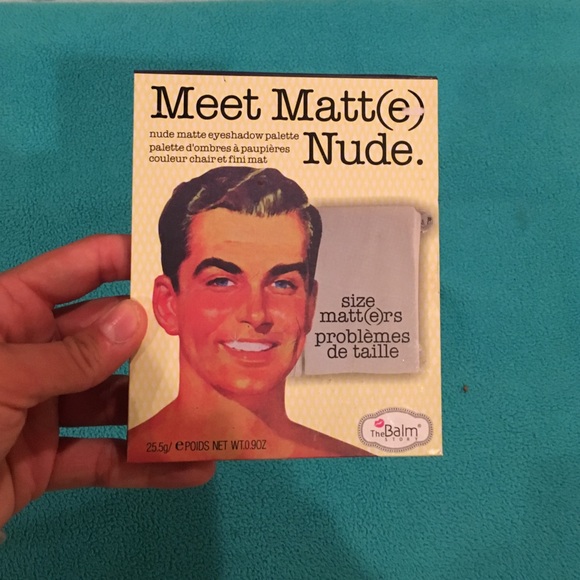 Meet Matt(e)
Nude.
nude matte eyeshadow palette
palette d'ombres à paupières
couleur chair et fini mat
size
matt(e)rs
problèmes
de taille
TheBalm®
STORE
25.5g/ ℮POIDS NET WT.0.9OZ